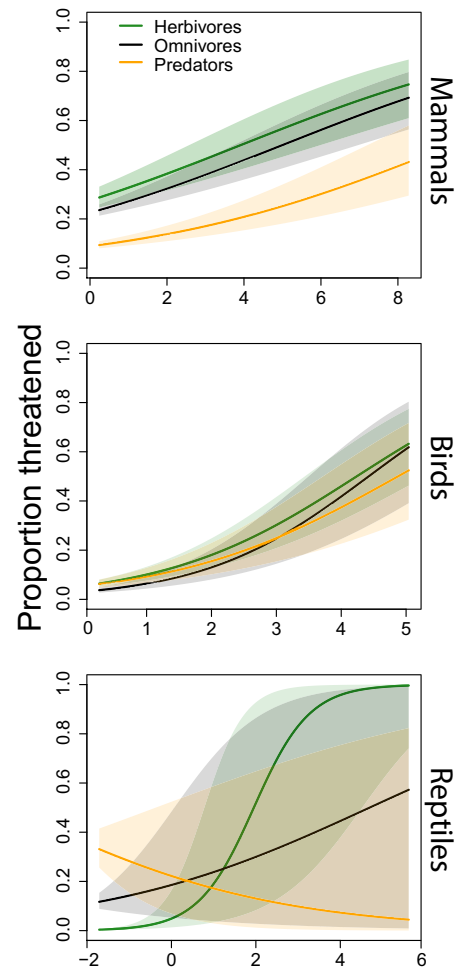 Herbivores
Omnivores
Predators
0.0 0.2 0.4 0.6 0.8 1.0
0 2 4 6 8
Mammals
Proportion threatened
0.0 0.2 0.4 0.6 0.8 1.0
0 1 2 3 4 5
Birds
0.0 0.2 0.4 0.6 0.8 1.0
−2 0 2 4 6
Reptiles